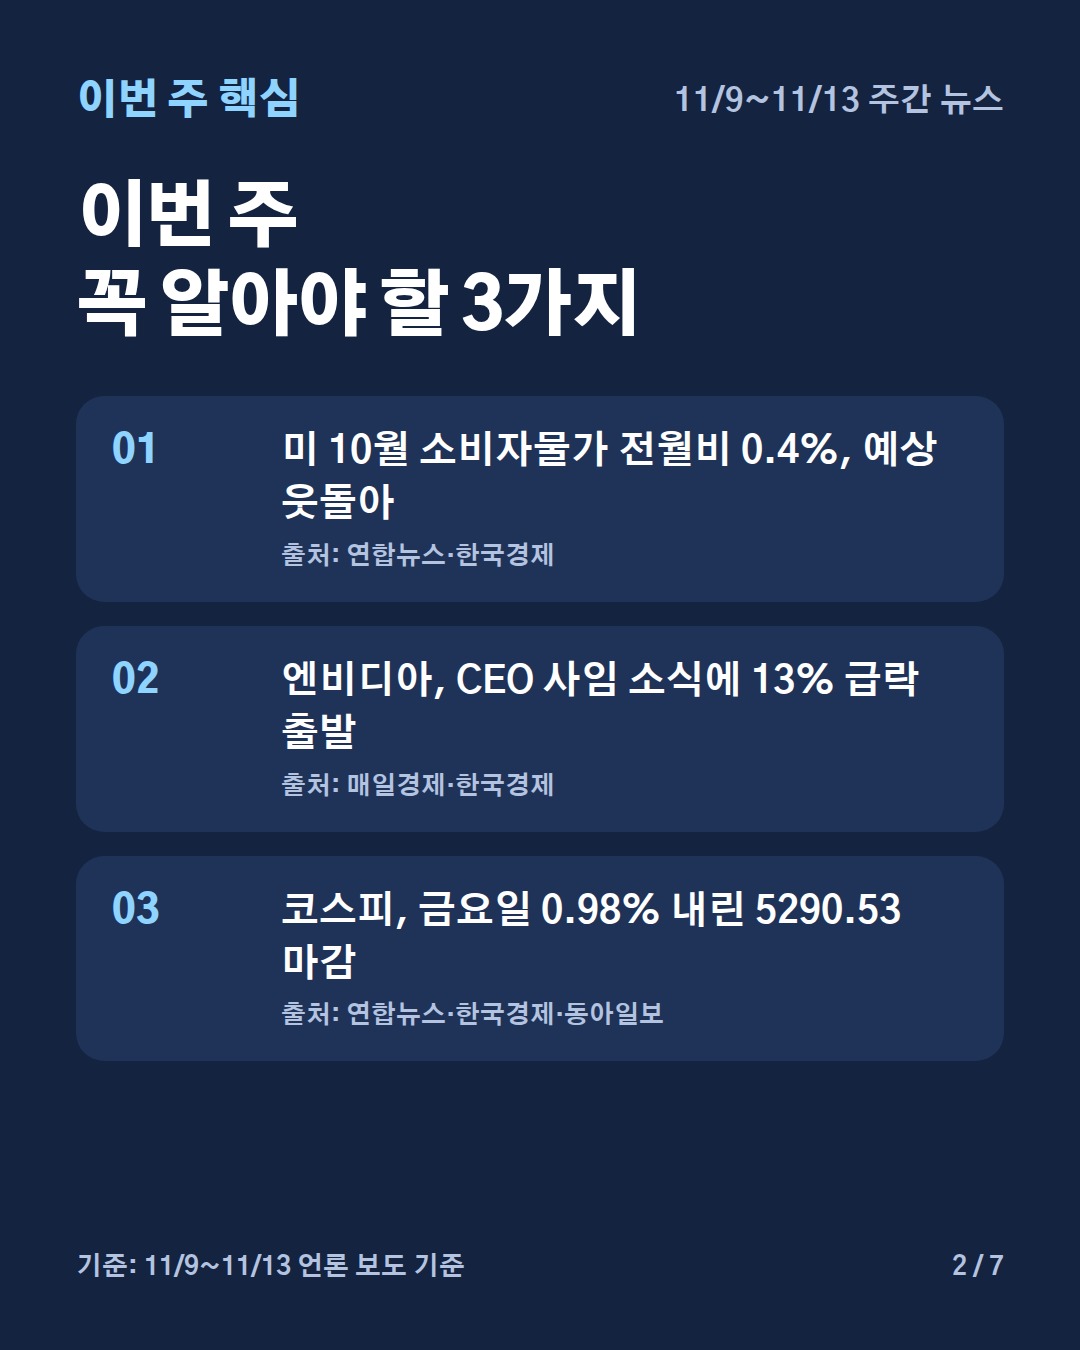 이번 주 핵심
11/9~11/13 주간 뉴스
이번 주
꼭 알아야 할 3가지
01
미 10월 소비자물가 전월비 0.4%, 예상
웃돌아
출처: 연합뉴스·한국경제
02
엔비디아, CEO 사임 소식에 13% 급락
출발
출처: 매일경제·한국경제
03
코스피, 금요일 0.98% 내린 5290.53
마감
출처: 연합뉴스·한국경제·동아일보
기준: 11/9~11/13 언론 보도 기준
2 / 7